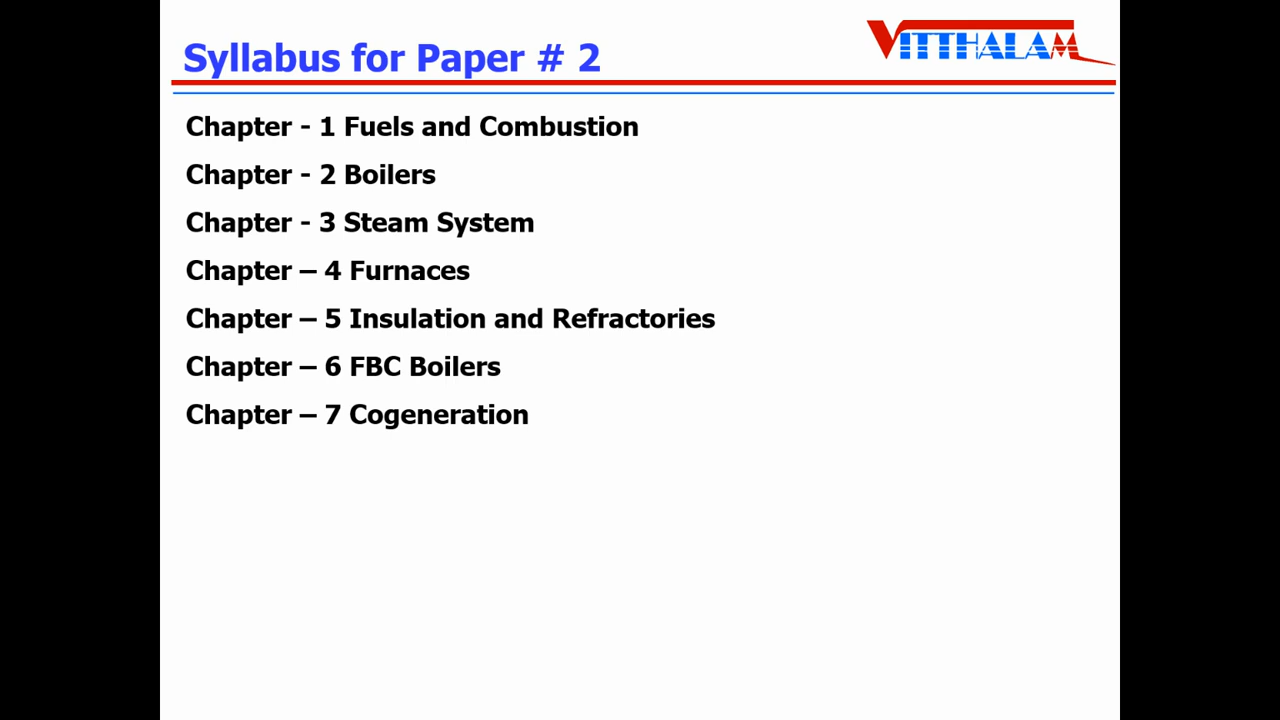 Syllabus for Paper # 2
VITTHALAM
Chapter - 1 Fuels and Combustion
Chapter - 2 Boilers
Chapter - 3 Steam System
Chapter – 4 Furnaces
Chapter – 5 Insulation and Refractories
Chapter – 6 FBC Boilers
Chapter – 7 Cogeneration